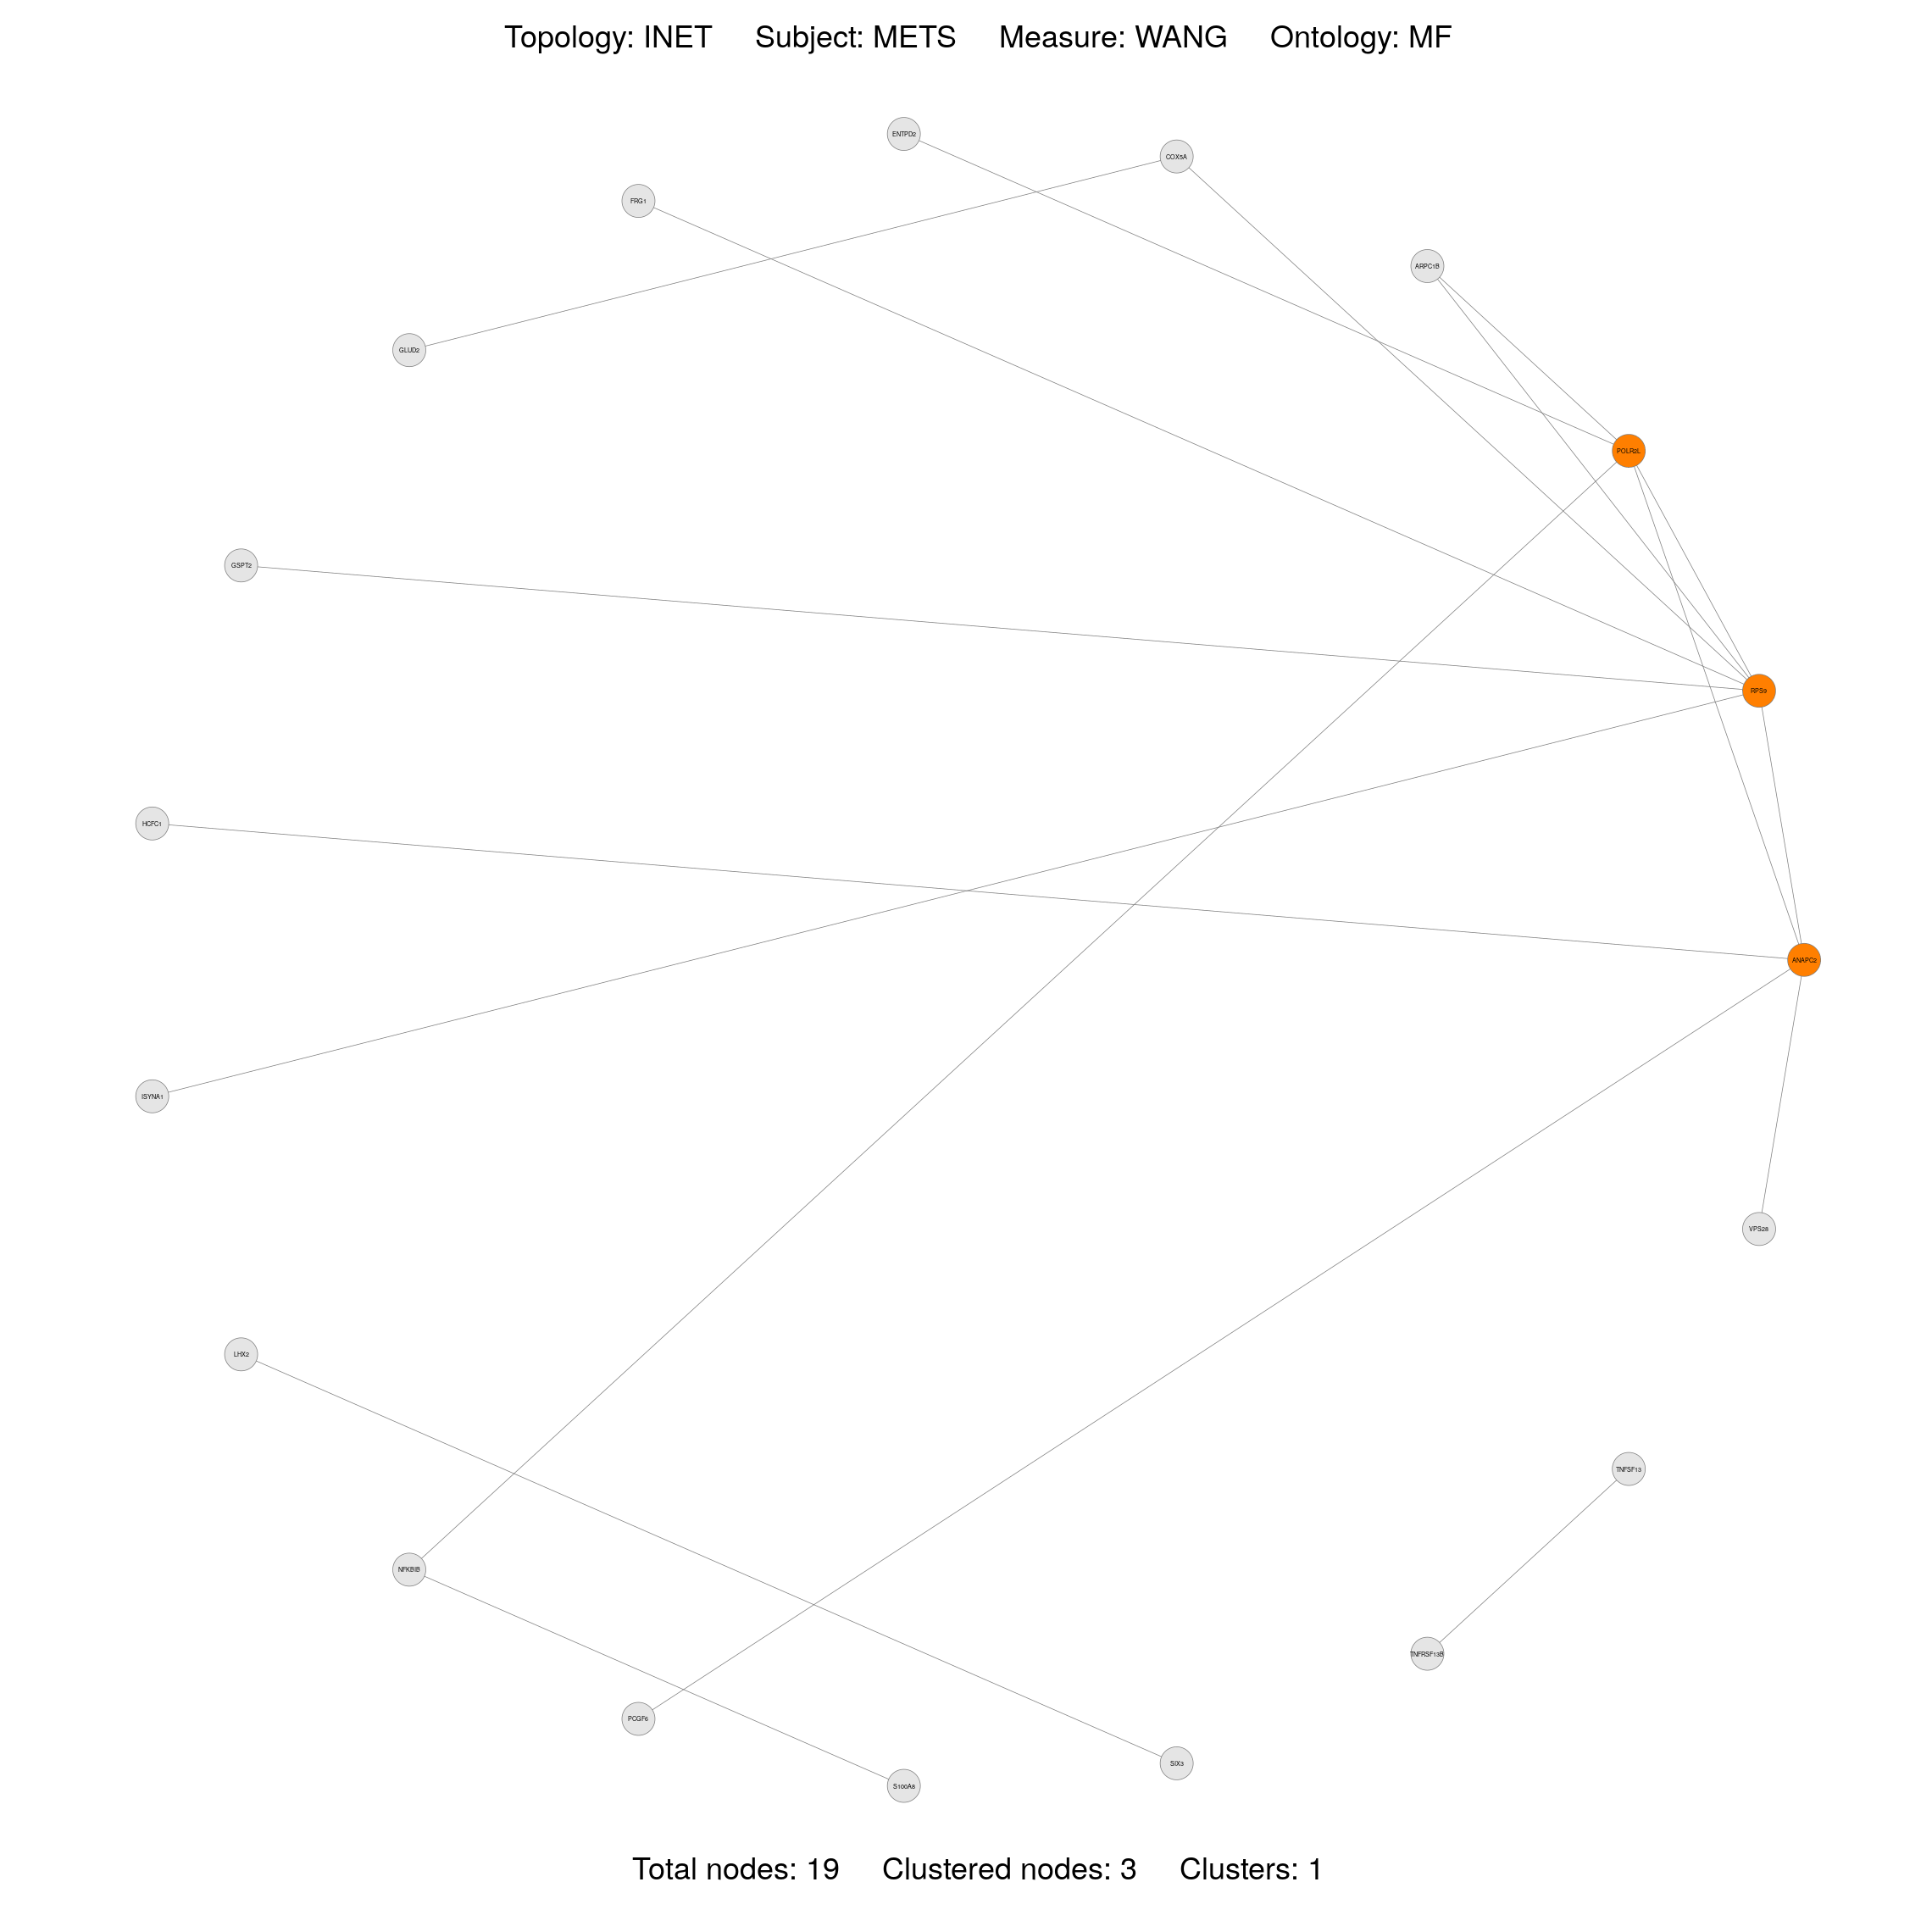 Topology: INET Subject: METS Measure: WANG Ontology: MF
ENTPD2
COX5A
FRG1
ARPC1B
GLUD2
POLR2L
GSPT2
RPS9
HCFC1
ANAPC2
ISYNA1
VPS28
LHX2
TNFSF13
NFKBIB
TNFRSF13B
PCGF6
SIX3
S100A8
Total nodes: 19 Clustered nodes: 3 Clusters: 1